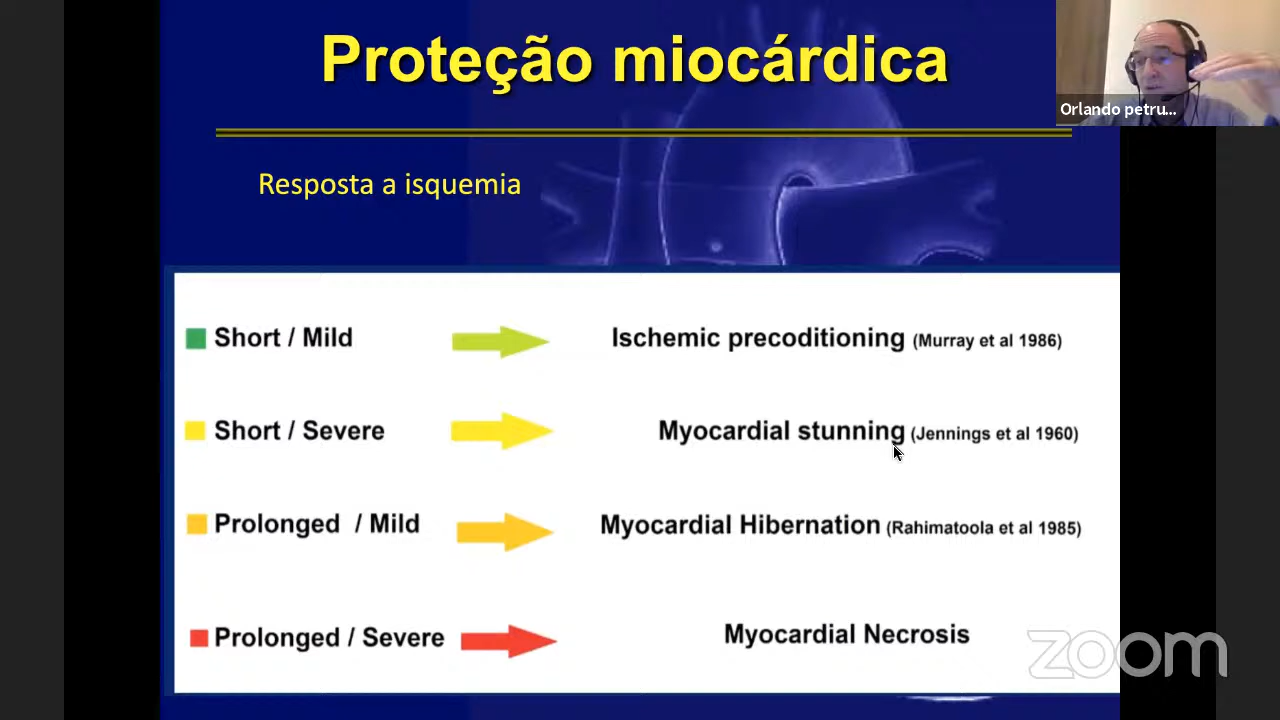 Proteção miocárdica
Orlando petru...
Resposta a isquemia
Short / Mild Ischemic precoditioning (Murray et al 1986)
Short / Severe Myocardial stunning (Jennings et al 1960)
Prolonged / Mild Myocardial Hibernation (Rahimatoola et al 1985)
Prolonged / Severe Myocardial Necrosis
zoom